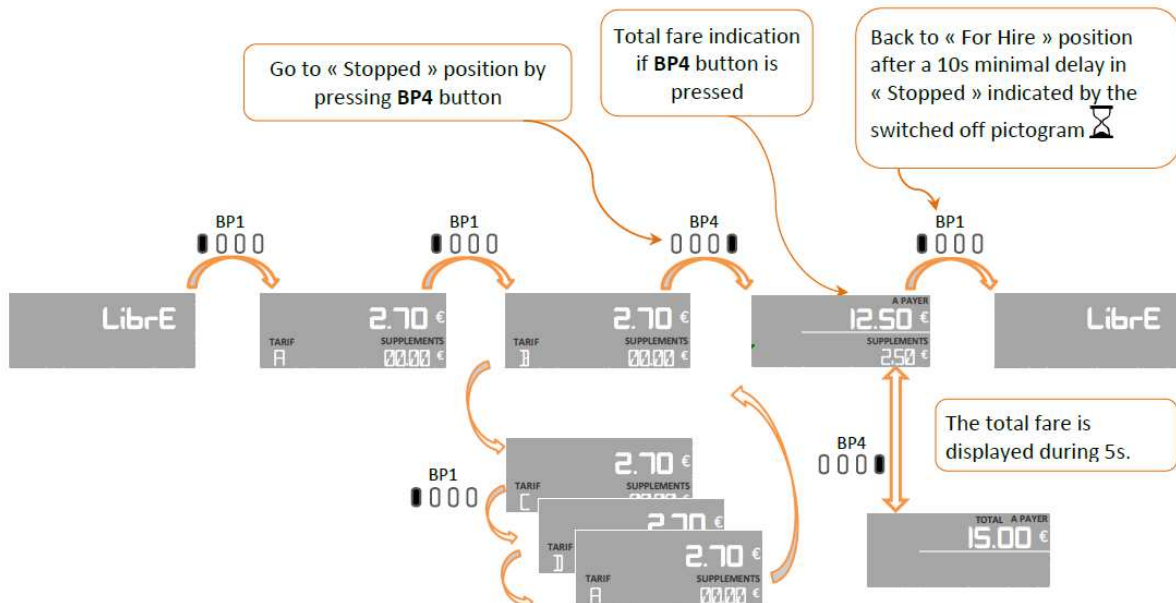 Go to « Stopped » position by
pressing BP4 button
Total fare indication
if BP4 button is
pressed
Back to « For Hire » position
after a 10s minimal delay in
« Stopped » indicated by the
switched off pictogram
BP1
BP1
BP4
BP1
LibrE
2.70 €
TARIF SUPPLEMENTS
A 00.00 €
2.70 €
TARIF SUPPLEMENTS
B 00.00 €
A PAYER
12.50 €
SUPPLEMENTS
2.50 €
LibrE
The total fare is
displayed during 5s.
BP4
BP1
2.70 €
TARIF SUPPLEMENTS
C 00.00 €
2.70 €
TARIF
D
2.70 €
TARIF SUPPLEMENTS
A 00.00 €
TOTAL A PAYER
15.00 €